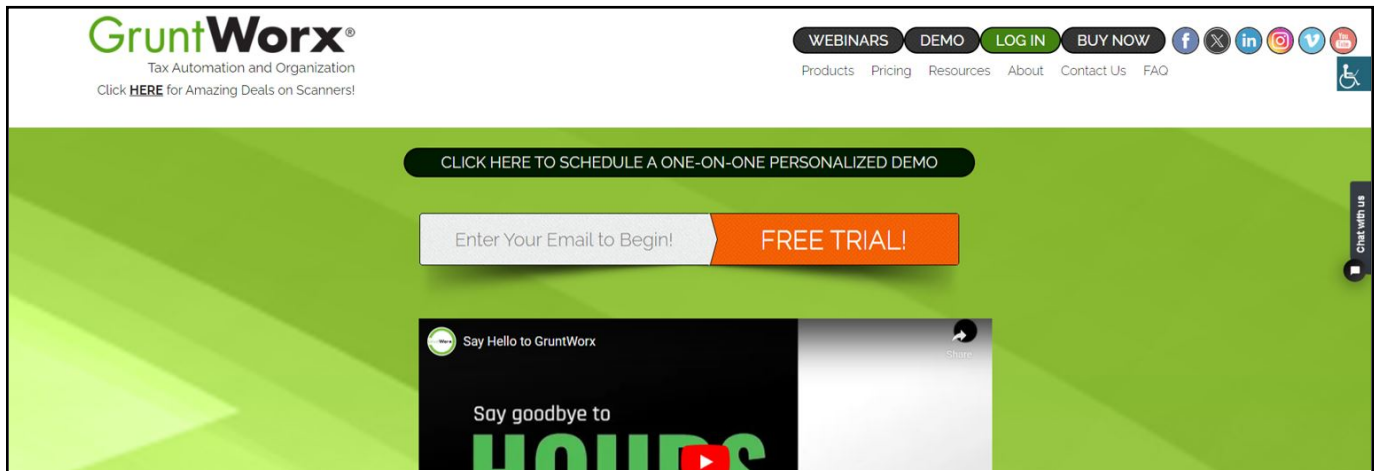 GruntWorx®
Tax Automation and Organization
Click HERE for Amazing Deals on Scanners!
WEBINARS DEMO LOG IN BUY NOW
Products Pricing Resources About Contact Us FAQ
CLICK HERE TO SCHEDULE A ONE-ON-ONE PERSONALIZED DEMO
Enter Your Email to Begin! FREE TRIAL!
Chat with us
Say Hello to GruntWorx
Share
Say goodbye to
HOURS